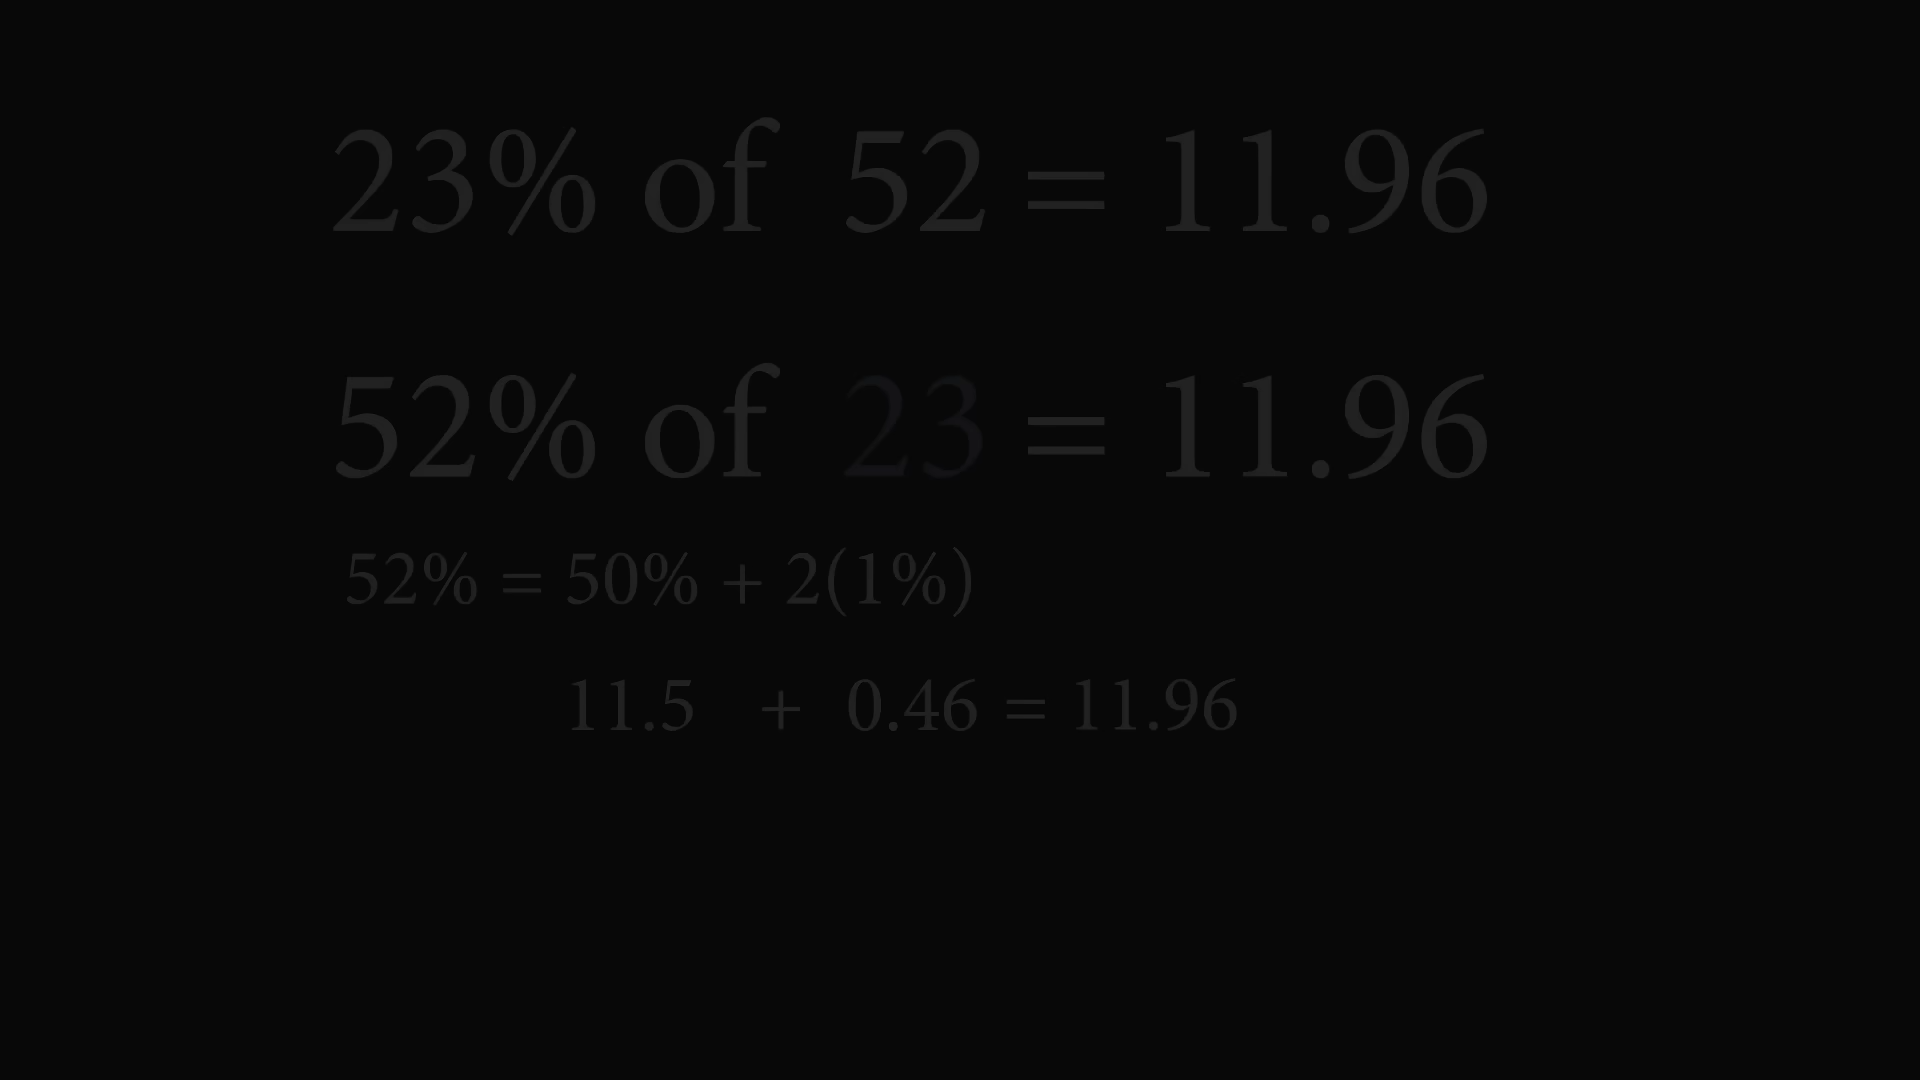 23% of 52 = 11.96
52% of 23 = 11.96
52% = 50% + 2(1%)
11.5 + 0.46 = 11.96